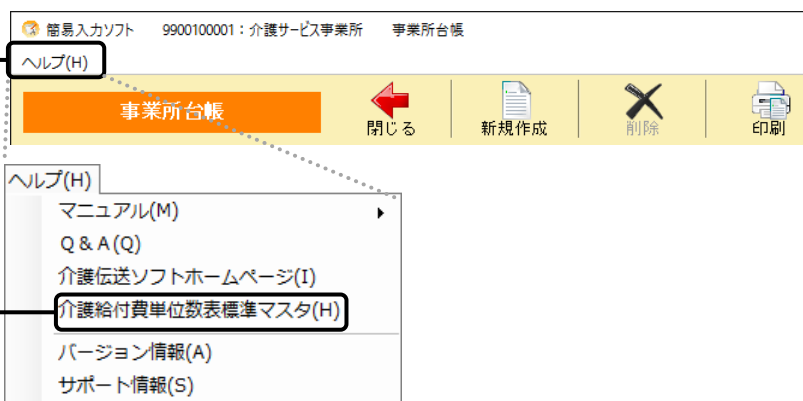 簡易入力ソフト 9900100001：介護サービス事業所 事業所台帳
ヘルプ(H)
事業所台帳 閉じる 新規作成 削除 印刷
ヘルプ(H)
マニュアル(M)
Q & A(Q)
介護伝送ソフトホームページ(I)
介護給付費単位数表標準マスタ(H)
バージョン情報(A)
サポート情報(S)